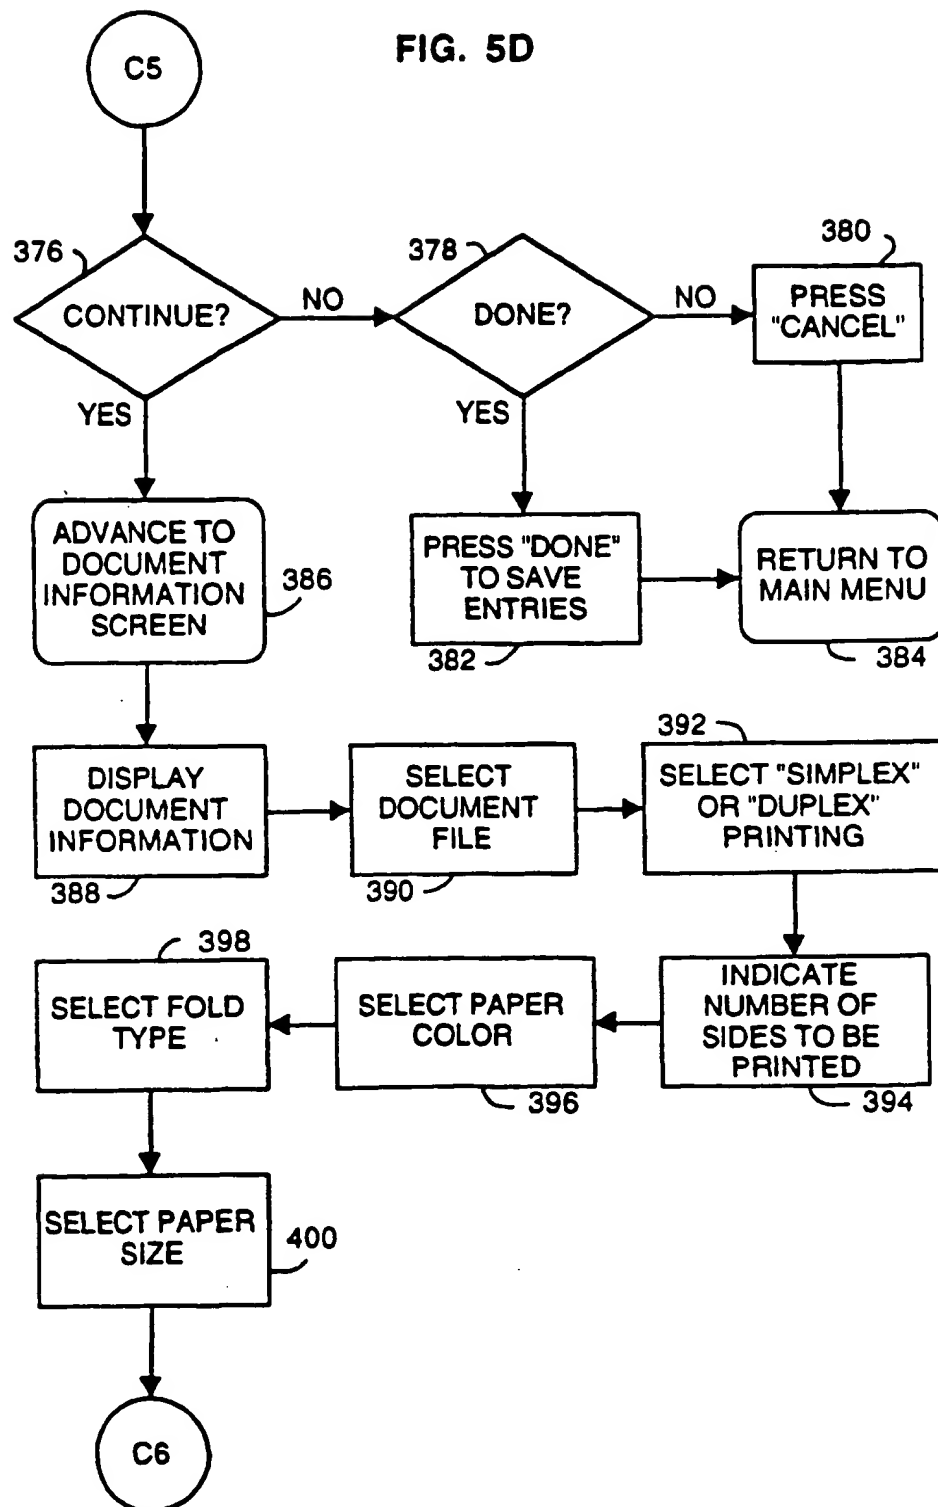 FIG. 5D
C5
376
CONTINUE?
NO
YES
378
DONE?
NO
YES
380
PRESS
"CANCEL"
ADVANCE TO
DOCUMENT
INFORMATION
SCREEN
386
PRESS "DONE"
TO SAVE
ENTRIES
382
RETURN TO
MAIN MENU
384
DISPLAY
DOCUMENT
INFORMATION
388
SELECT
DOCUMENT
FILE
390
392
SELECT "SIMPLEX"
OR "DUPLEX"
PRINTING
INDICATE
NUMBER OF
SIDES TO BE
PRINTED
394
SELECT PAPER
COLOR
396
398
SELECT FOLD
TYPE
SELECT PAPER
SIZE
400
C6